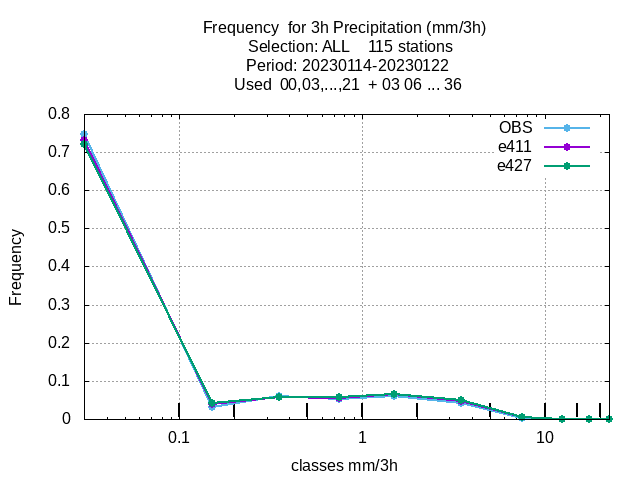 Frequency  for 3h Precipitation (mm/3h)
Selection: ALL    115 stations
Period: 20230114-20230122
Used  00,03,...,21  + 03 06 ... 36
0.8
0.7
0.6
0.5
0.4
0.3
0.2
0.1
0
Frequency
OBS
e411
e427
0.1 1 10
classes mm/3h